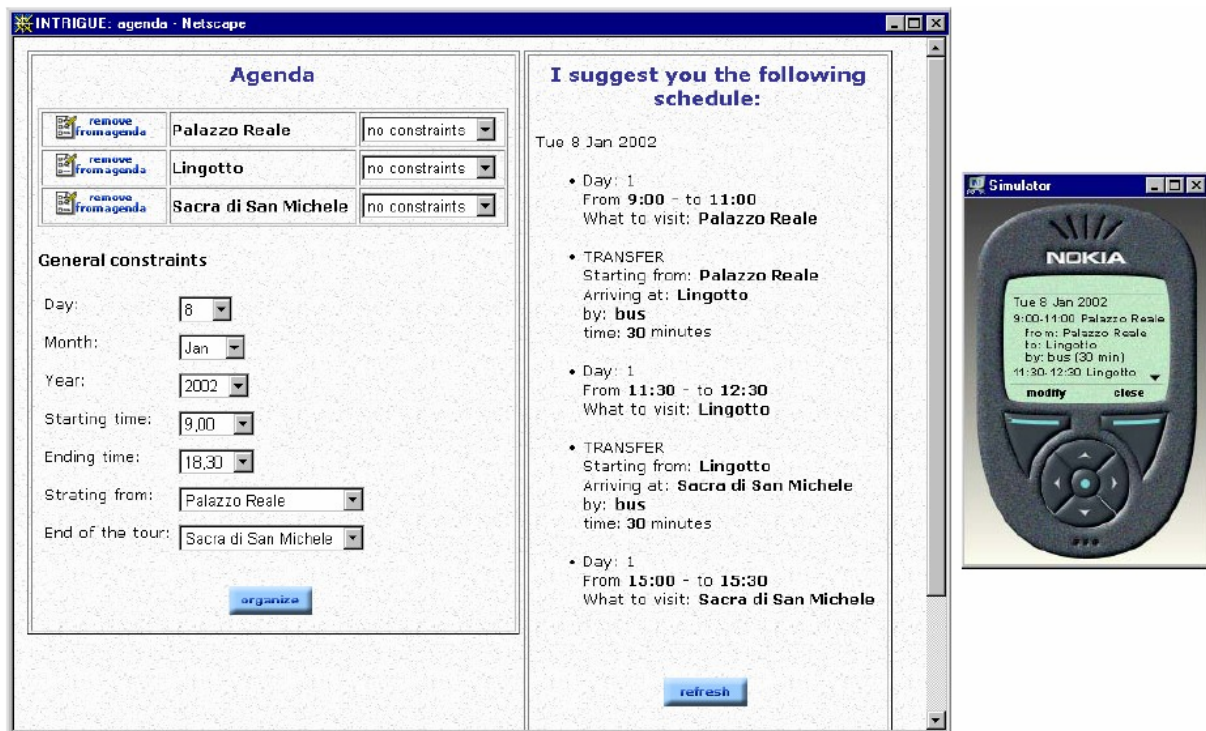 INTRIGUE: agenda - Netscape
Agenda
remove from agenda Palazzo Reale no constraints
remove from agenda Lingotto no constraints
remove from agenda Sacra di San Michele no constraints
General constraints
Day: 8
Month: Jan
Year: 2002
Starting time: 9,00
Ending time: 18,30
Strating from: Palazzo Reale
End of the tour: Sacra di San Michele
organize
I suggest you the following
schedule:
Tue 8 Jan 2002
• Day: 1
From 9:00 - to 11:00
What to visit: Palazzo Reale
• TRANSFER
Starting from: Palazzo Reale
Arriving at: Lingotto
by: bus
time: 30 minutes
• Day: 1
From 11:30 - to 12:30
What to visit: Lingotto
• TRANSFER
Starting from: Lingotto
Arriving at: Sacra di San Michele
by: bus
time: 30 minutes
• Day: 1
From 15:00 - to 15:30
What to visit: Sacra di San Michele
refresh
Simulator
NOKIA
Tue 8 Jan 2002
9:00-11:00 Palazzo Reale
from: Palazzo Reale
to: Lingotto
by: bus (30 min)
11:30-12:30 Lingotto
modify close